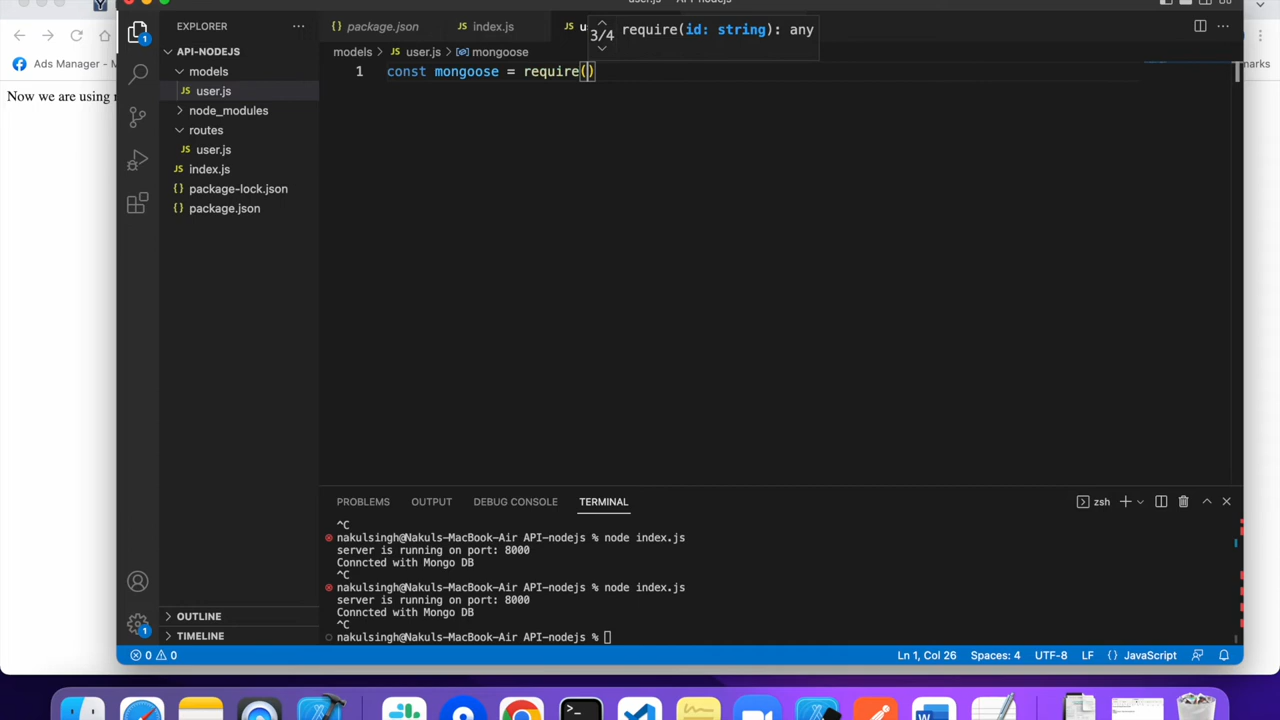 user.js — API-nodejs
Ads Manager -
Now we are using
marks
EXPLORER
API-NODEJS
models
user.js
node_modules
routes
user.js
index.js
package-lock.json
package.json
OUTLINE
TIMELINE
package.json
index.js
3/4 require(id: string): any
models > user.js > mongoose
1 const mongoose = require()
PROBLEMS OUTPUT DEBUG CONSOLE TERMINAL zsh
^C
nakulsingh@Nakuls-MacBook-Air API-nodejs % node index.js
server is running on port: 8000
Conncted with Mongo DB
^C
nakulsingh@Nakuls-MacBook-Air API-nodejs % node index.js
server is running on port: 8000
Conncted with Mongo DB
^C
nakulsingh@Nakuls-MacBook-Air API-nodejs %
0 0 Ln 1, Col 26 Spaces: 4 UTF-8 LF {} JavaScript